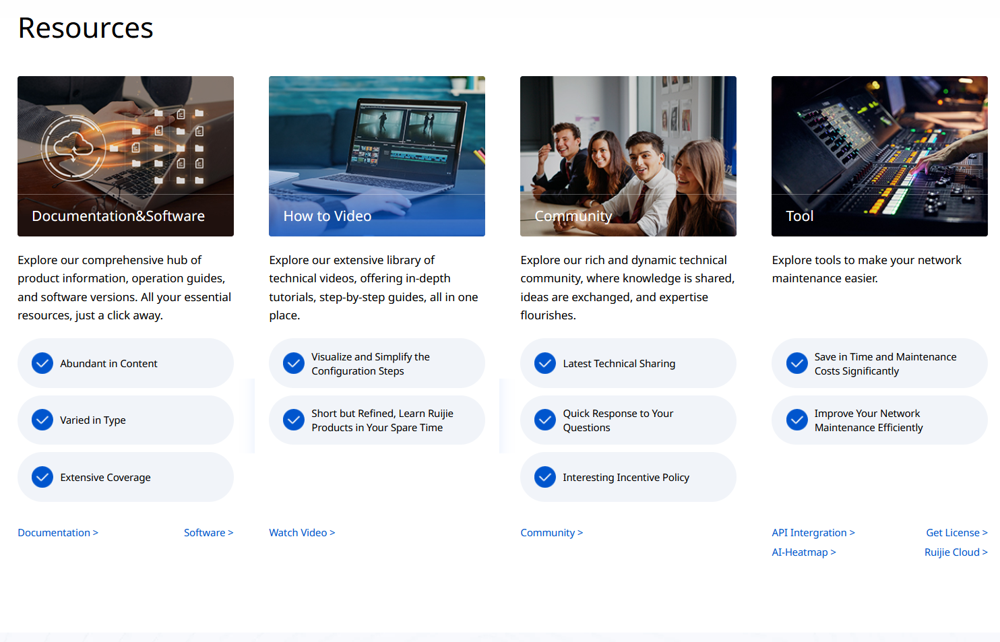 Resources
Documentation&Software
Explore our comprehensive hub of
product information, operation guides,
and software versions. All your essential
resources, just a click away.
Abundant in Content
Varied in Type
Extensive Coverage
Documentation >
Software >
How to Video
Explore our extensive library of
technical videos, offering in-depth
tutorials, step-by-step guides, all in one
place.
Visualize and Simplify the
Configuration Steps
Short but Refined, Learn Ruijie
Products in Your Spare Time
Watch Video >
Community
Explore our rich and dynamic technical
community, where knowledge is shared,
ideas are exchanged, and expertise
flourishes.
Latest Technical Sharing
Quick Response to Your
Questions
Interesting Incentive Policy
Community >
Tool
Explore tools to make your network
maintenance easier.
Save in Time and Maintenance
Costs Significantly
Improve Your Network
Maintenance Efficiently
API Intergration >
Get License >
AI-Heatmap >
Ruijie Cloud >